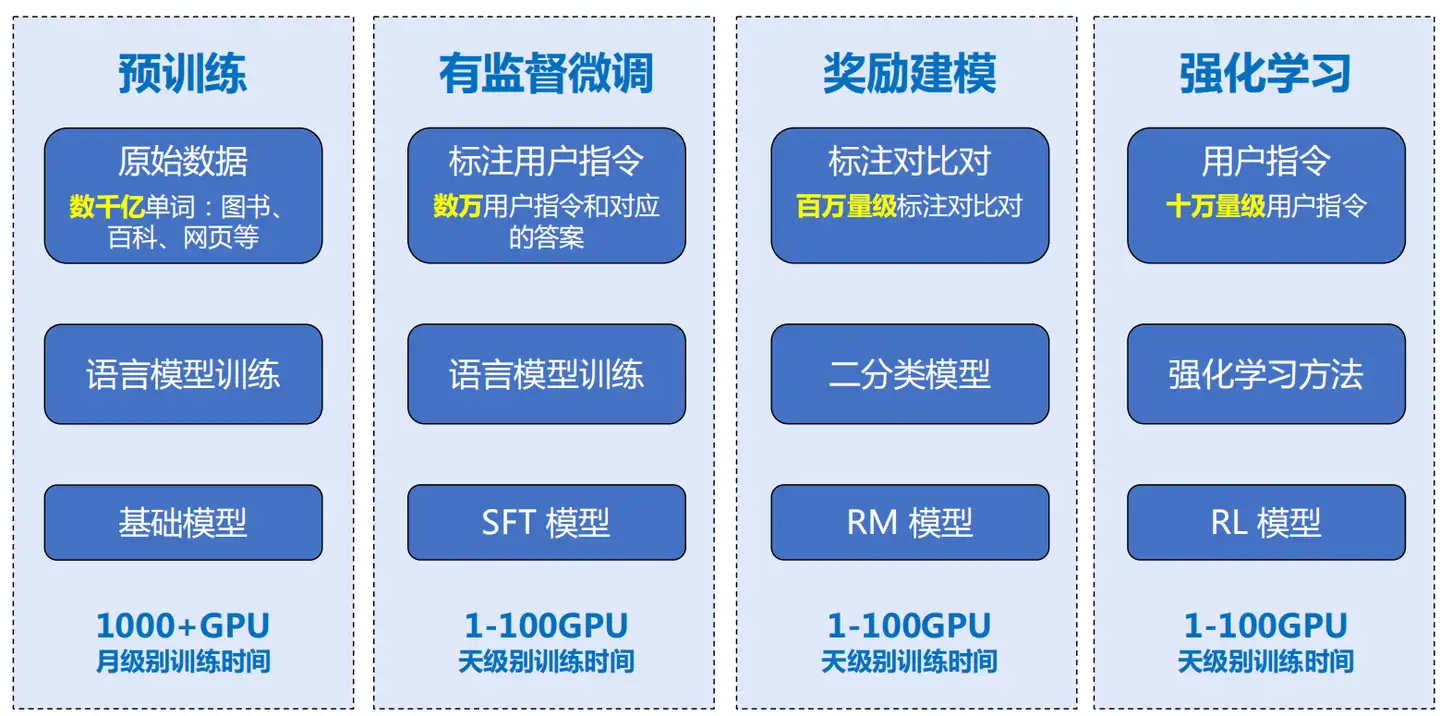 预训练
原始数据
数千亿单词：图书、
百科、网页等
语言模型训练
基础模型
1000+GPU
月级别训练时间
有监督微调
标注用户指令
数万用户指令和对应
的答案
语言模型训练
SFT 模型
1-100GPU
天级别训练时间
奖励建模
标注对比对
百万量级标注对比对
二分类模型
RM 模型
1-100GPU
天级别训练时间
强化学习
用户指令
十万量级用户指令
强化学习方法
RL 模型
1-100GPU
天级别训练时间